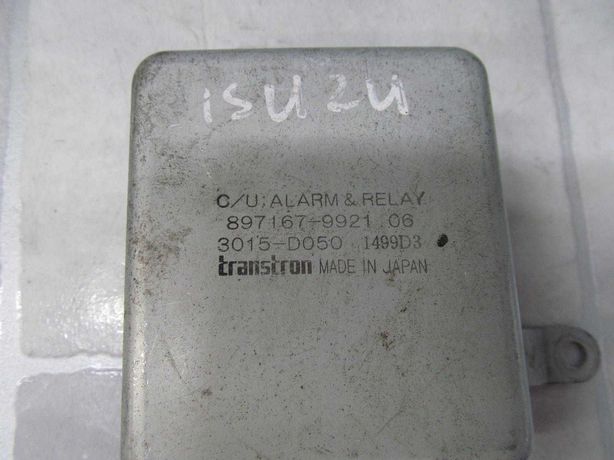 ISUZU
C/U; ALARM & RELAY
897167-9921 06
3015-D050 1499D3
transtron MADE IN JAPAN